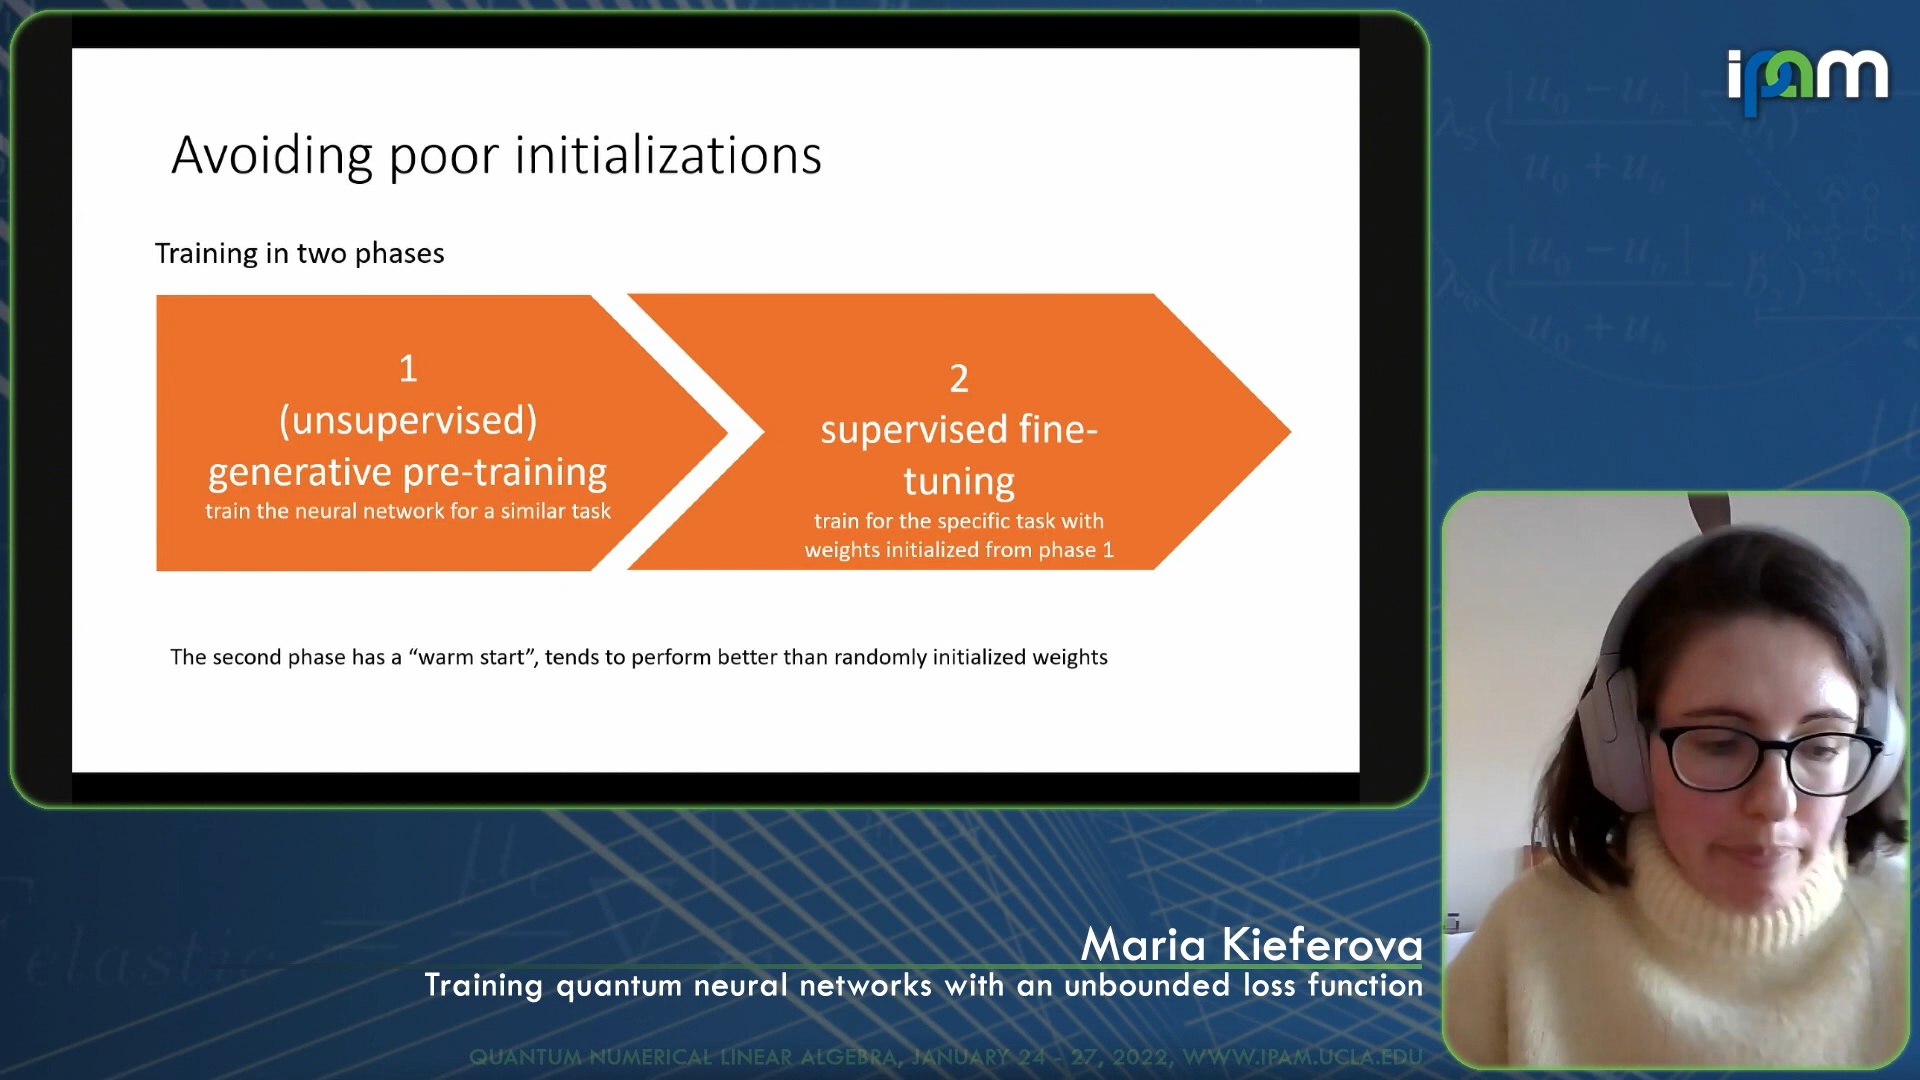 Avoiding poor initializations
Training in two phases
1
(unsupervised)
generative pre-training
train the neural network for a similar task
2
supervised fine-
tuning
train for the specific task with
weights initialized from phase 1
The second phase has a “warm start”, tends to perform better than randomly initialized weights
ipam
Maria Kieferova
Training quantum neural networks with an unbounded loss function
QUANTUM NUMERICAL LINEAR ALGEBRA, JANUARY 24 - 27, 2022, WWW.IPAM.UCLA.EDU
elastic